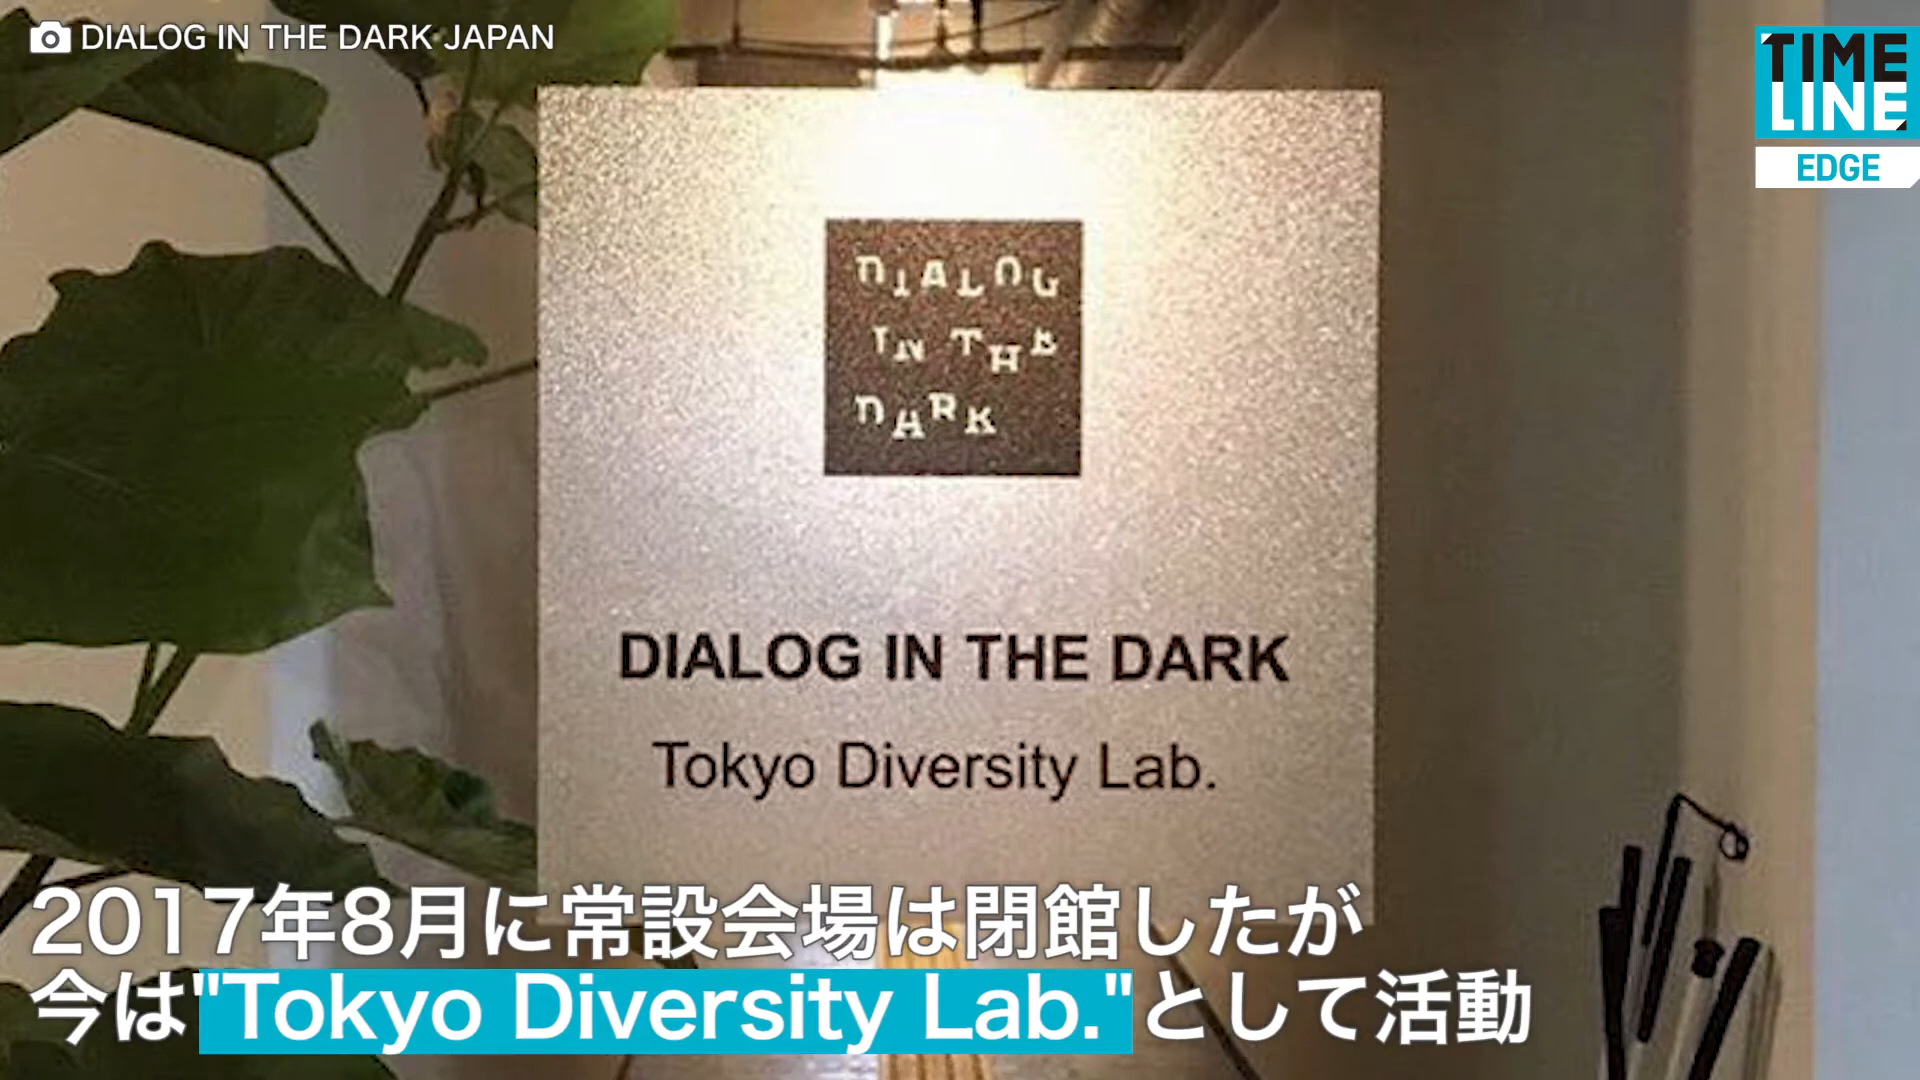 DIALOG IN THE DARK JAPAN
TIME
LINE
EDGE
DIALOG
IN THE
DARK
DIALOG IN THE DARK
Tokyo Diversity Lab.
2017年8月に常設会場は閉館したが
今は"Tokyo Diversity Lab."として活動